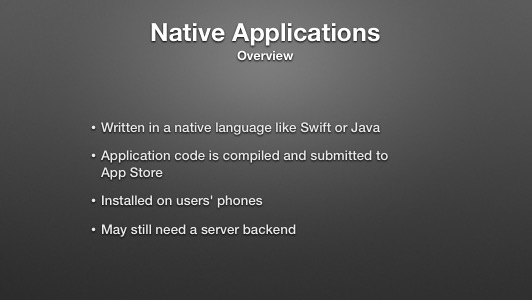 Native Applications
Overview
• Written in a native language like Swift or Java
• Application code is compiled and submitted to
App Store
• Installed on users' phones
• May still need a server backend